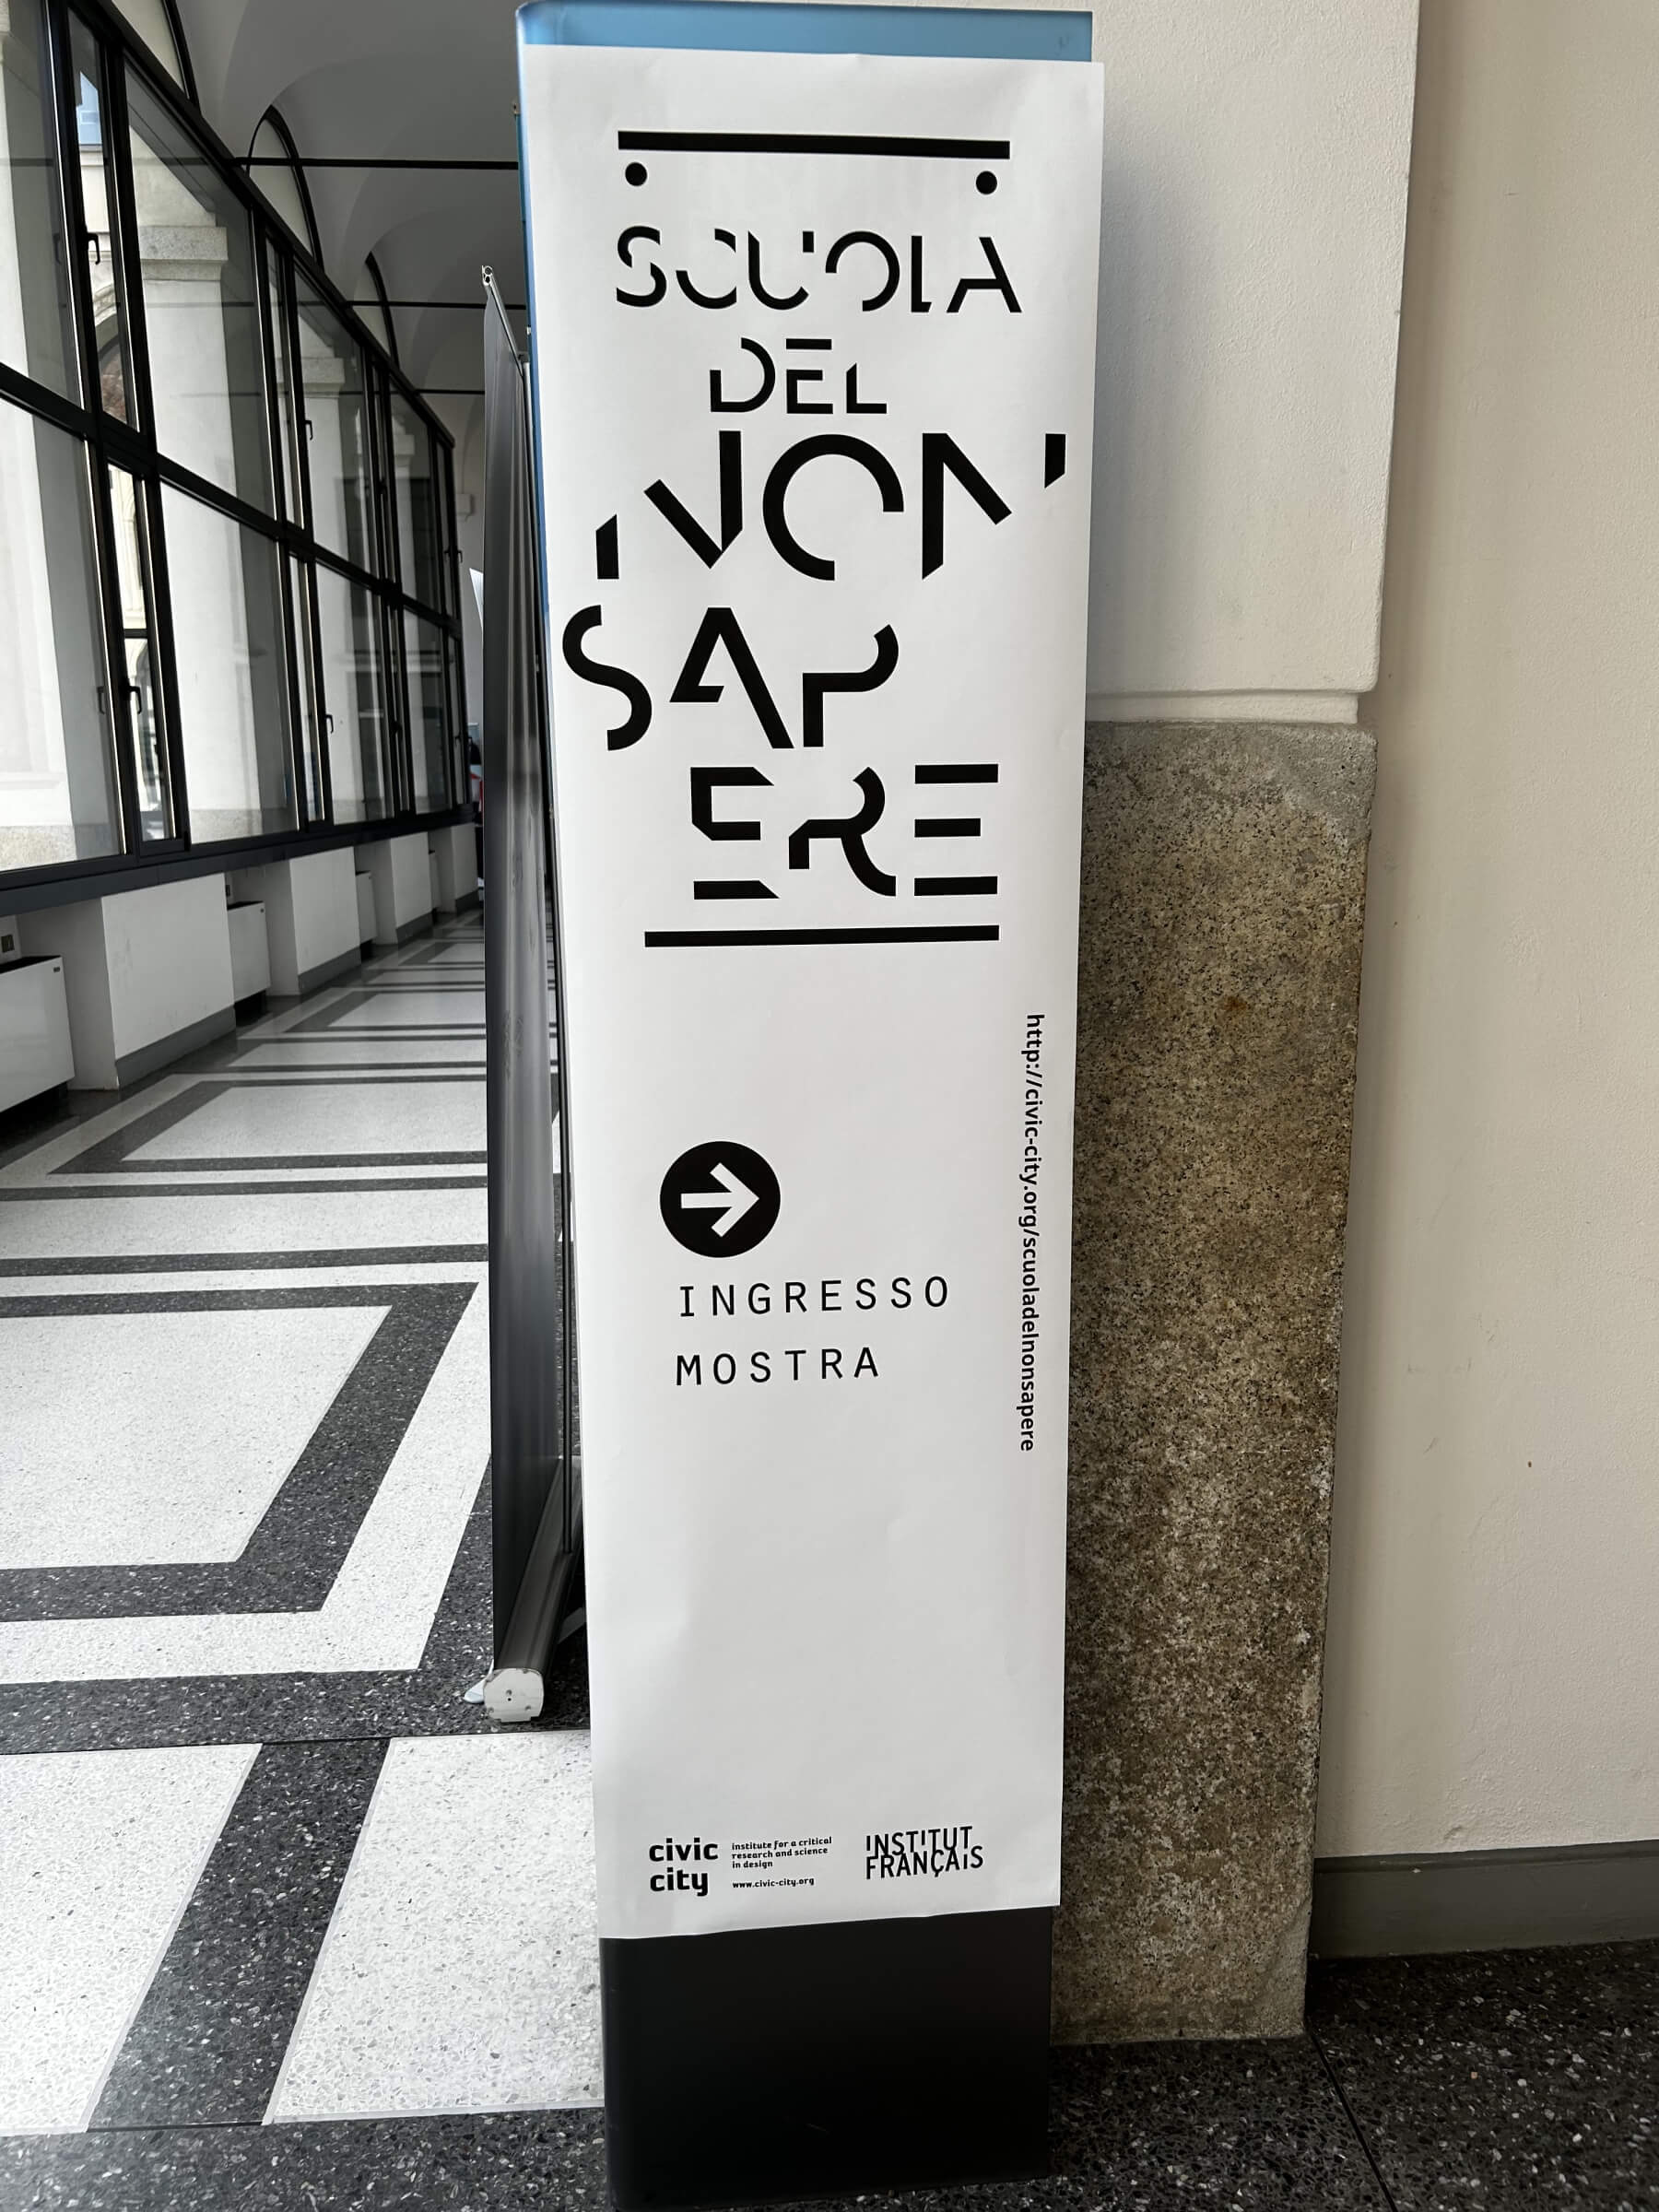 SCUOLA
DEL
NON
SAP
ERE
http://civic-city.org/scuoladelnonsapere
INGRESSO
MOSTRA
civic
city
institute for a critical
research and science
in design
www.civic-city.org
INSTITUT
FRANÇAIS